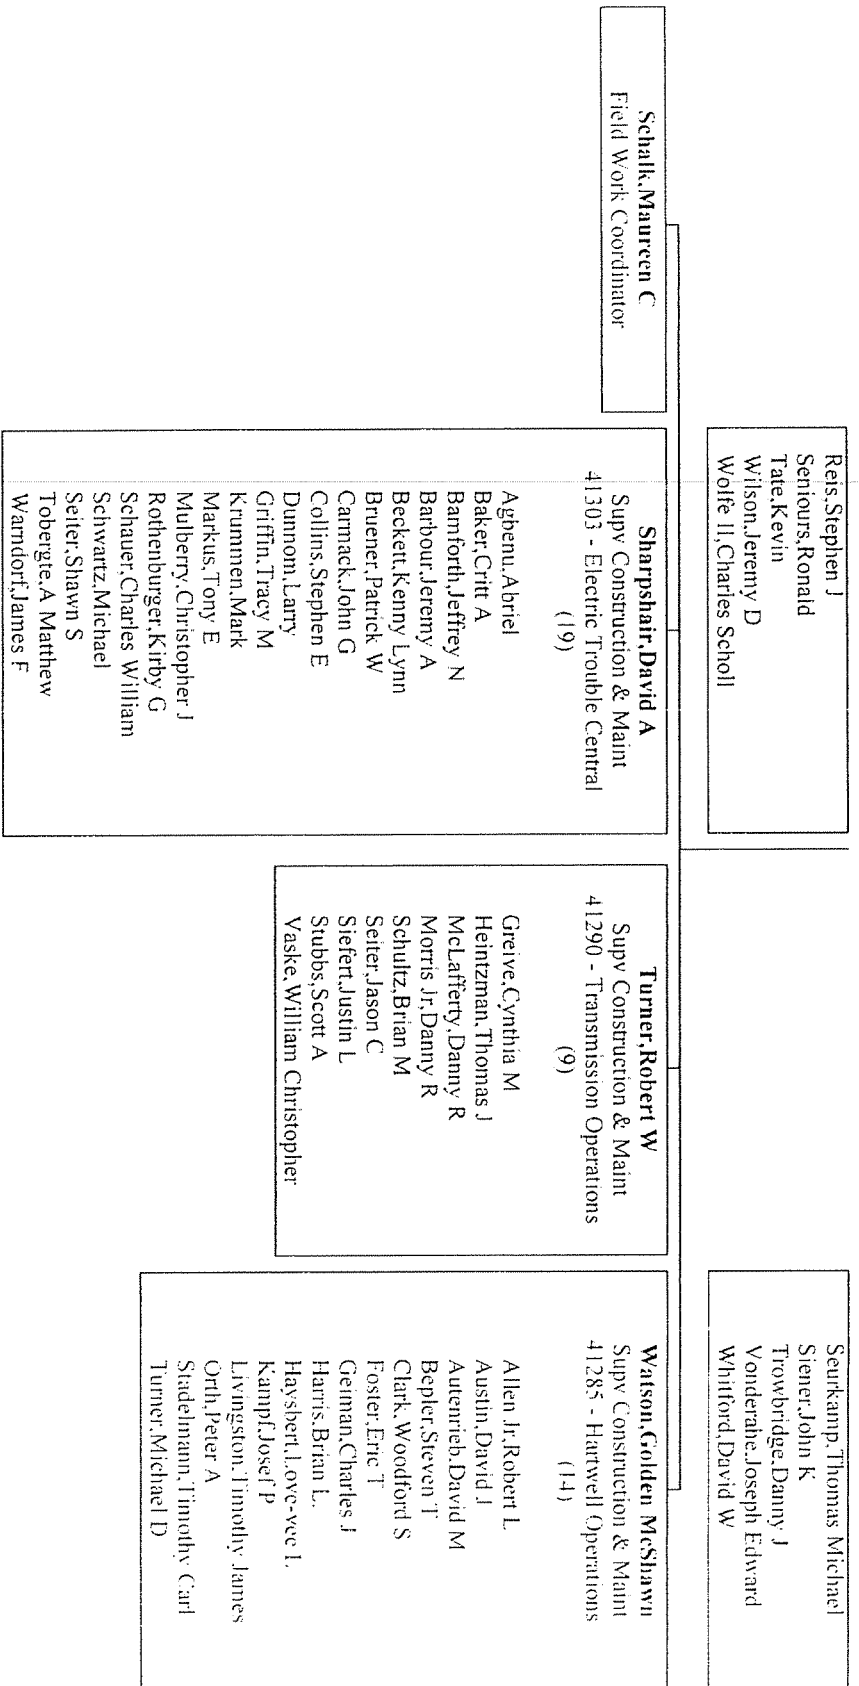 Reis,Stephen J
Seniours,Ronald
Tate,Kevin
Wilson,Jeremy D
Wolfe II,Charles Scholl
Seurkamp,Thomas Michael
Siener,John K
Trowbridge,Danny J
Vonderahe,Joseph Edward
Whitford,David W
Schalk,Maureen C
Field Work Coordinator
Sharpshair,David A
Supv Construction & Maint
41303 - Electric Trouble Central
(19)
Agbenu,Abriel
Baker,Critt A
Bamforth,Jeffrey N
Barbour,Jeremy A
Beckett,Kenny Lynn
Bruener,Patrick W
Carmack,John G
Collins,Stephen E
Dunnom,Larry
Griffin,Tracy M
Krummen,Mark
Markus,Tony E
Mulberry,Christopher J
Rothenburger,Kirby G
Schauer,Charles William
Schwartz,Michael
Seiter,Shawn S
Tobergte,A Matthew
Warndorf,James F
Turner,Robert W
Supv Construction & Maint
41290 - Transmission Operations
(9)
Greive,Cynthia M
Heintzman,Thomas J
McLafferty,Danny R
Morris Jr,Danny R
Schultz,Brian M
Seiter,Jason C
Siefert,Justin L
Stubbs,Scott A
Vaske,William Christopher
Watson,Golden McShawn
Supv Construction & Maint
41285 - Hartwell Operations
(14)
Allen Jr,Robert L
Austin,David J
Autenrieb,David M
Bepler,Steven T
Clark,Woodford S
Foster,Eric T
Geiman,Charles J
Harris,Brian L.
Haysbert,Love-vee L
Kampf,Josef P
Livingston,Timothy James
Orth,Peter A
Stadelmann,Timothy Carl
Turner,Michael D